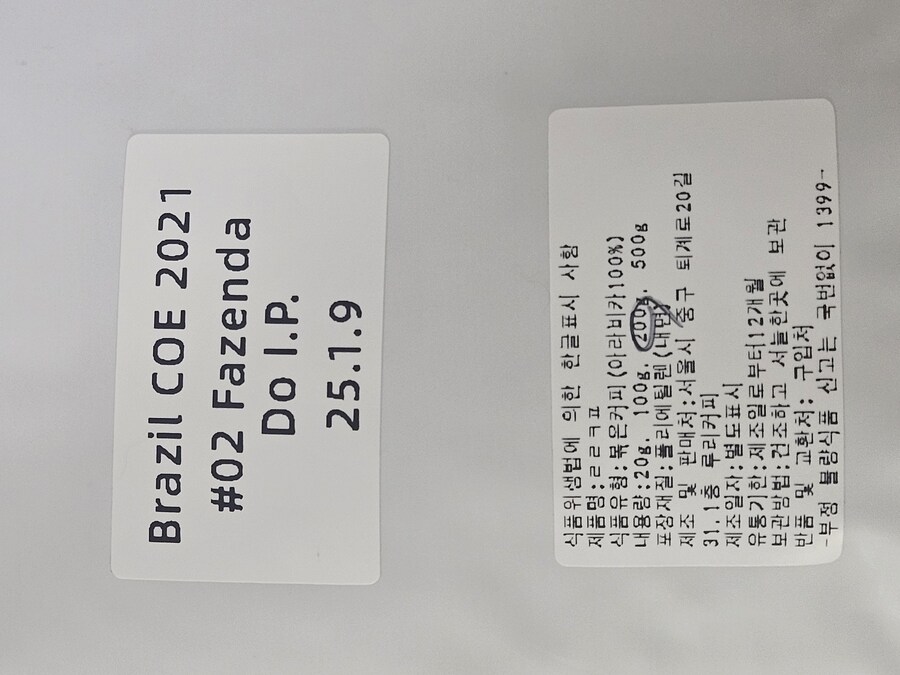 Brazil COE 2021
#02 Fazenda
Do I.P.
25.1.9
식품위생법에 의한 한글표시 사항
제품명:ㄹㄹㅋㅍ
식품유형:볶은커피(아라비카100%)
내용량:20g. 100g. 200g. 500g
포장재질:폴리에틸렌(내면)
제조 및 판매처:서울시 중구 퇴계로20길
31.1층 루리커피
제조일자:별도표시
유통기한:제조일로부터12개월
보관방법:건조하고 서늘한곳에 보관
반품 및 교환처: 구입처
-부정 불량식품 신고는 국번없이 1399-